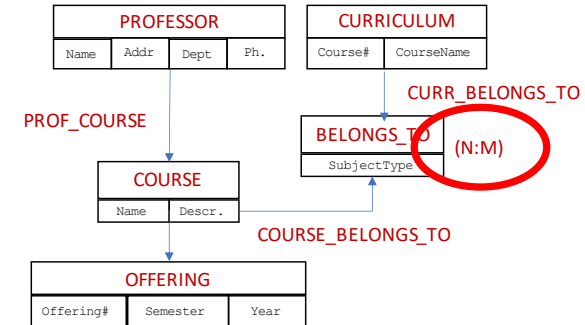 PROFESSOR
CURRICULUM
Name Addr Dept Ph.
Course# CourseName
CURR_BELONGS_TO
PROF_COURSE
BELONGS_TO
(N:M)
SubjectType
COURSE
Name Descr.
COURSE_BELONGS_TO
OFFERING
Offering# Semester Year